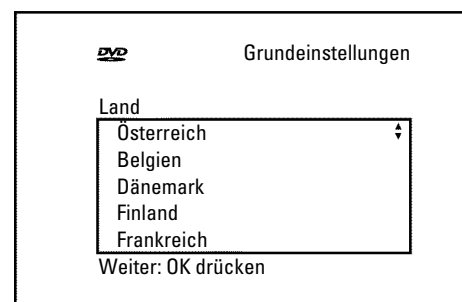 DVD Grundeinstellungen
Land
Österreich
Belgien
Dänemark
Finland
Frankreich
Weiter: OK drücken